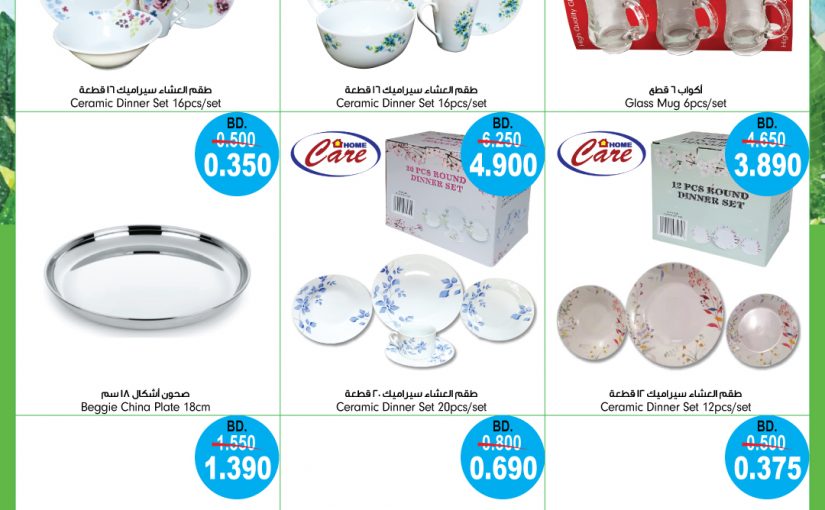 High Quality Gl
High
طقم العشاء سيراميك ١٦ قطعة
Ceramic Dinner Set 16pcs/set
طقم العشاء سيراميك ١٦ قطعة
Ceramic Dinner Set 16pcs/set
أكواب ٦ قطع
Glass Mug 6pcs/set
BD.
0.500
0.350
HOME
Care
20 PCS ROUND
DINNER SET
BD.
6.250
4.900
HOME
Care
12 PCS ROUND
DINNER SET
BD.
4.650
3.890
صحون أشكال ١٨ سم
Beggie China Plate 18cm
طقم العشاء سيراميك ٢٠ قطعة
Ceramic Dinner Set 20pcs/set
طقم العشاء سيراميك ١٢ قطعة
Ceramic Dinner Set 12pcs/set
BD.
1.550
1.390
BD.
0.800
0.690
BD.
0.500
0.375